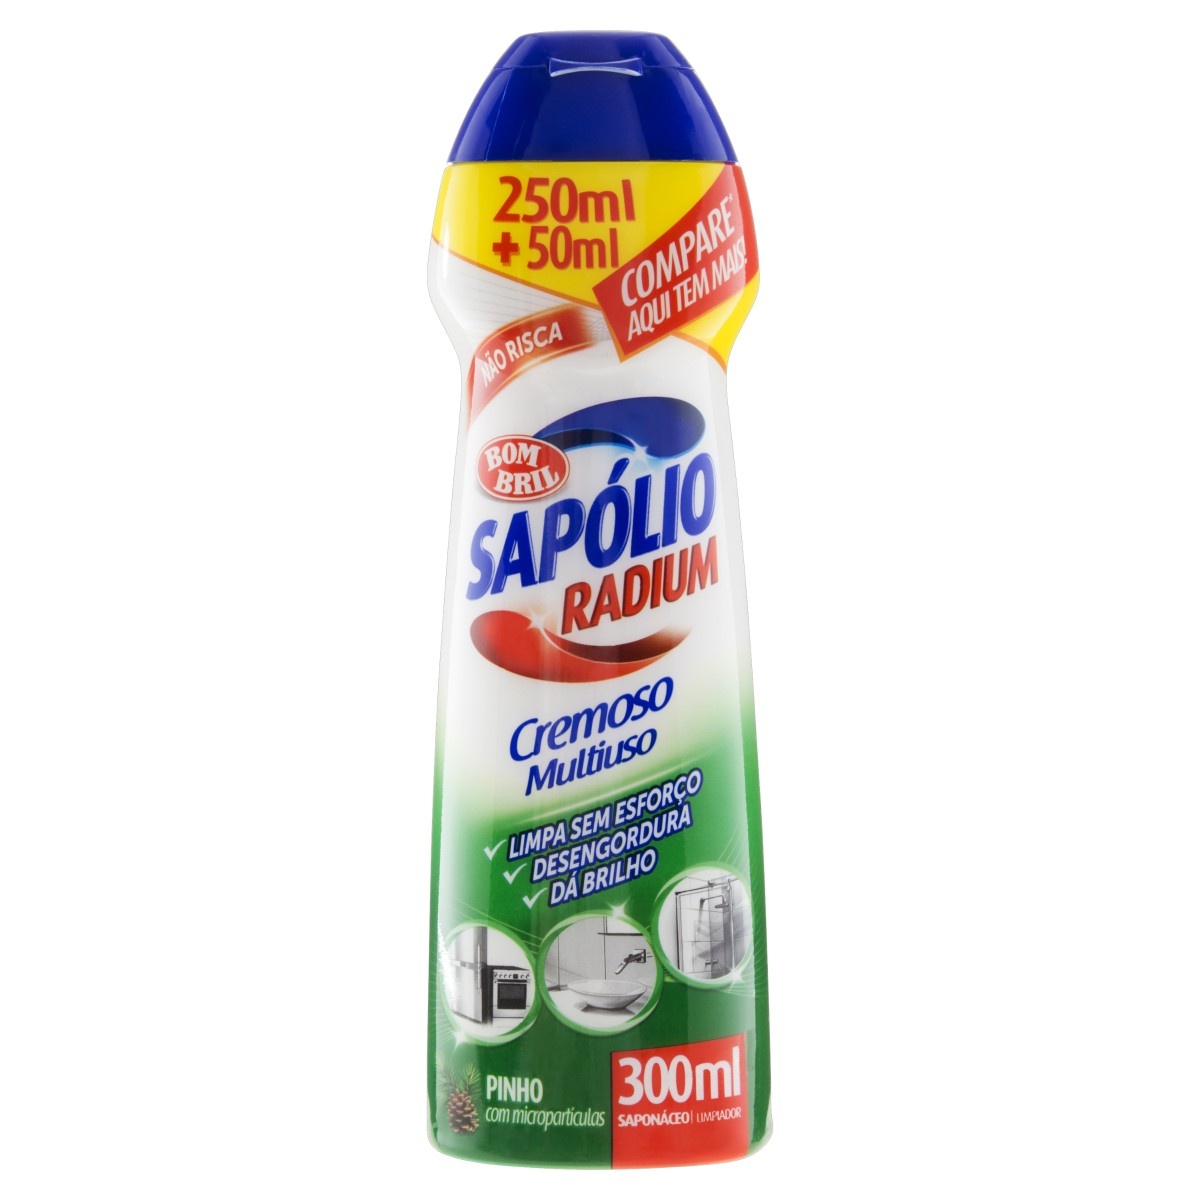 250ml
+ 50ml
COMPARE*
AQUI TEM MAIS!
NÃO RISCA
BOM
BRIL
SAPÓLIO
RADIUM
Cremoso
Multiuso
LIMPA SEM ESFORÇO
DESENGORDURA
DÁ BRILHO
PINHO
com micropartículas
300ml
SAPONÁCEO | LIMPIADOR